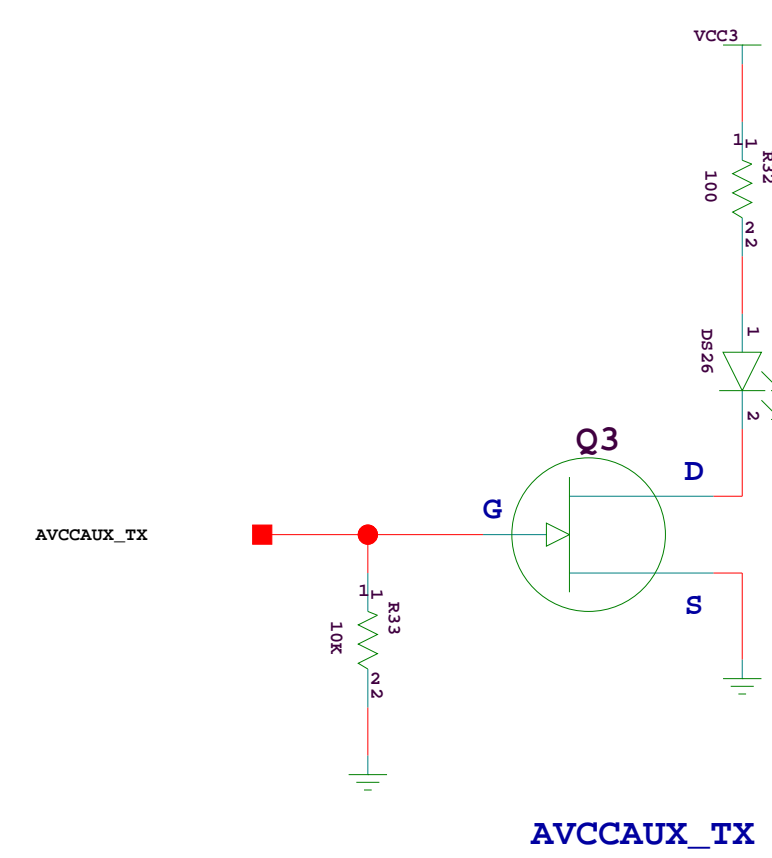 VCC3
1 1
R32
100
2 2
1
DS26
2
Q3
D
G
AVCCAUX_TX
1 1
R33
10K
S
2 2
AVCCAUX_TX